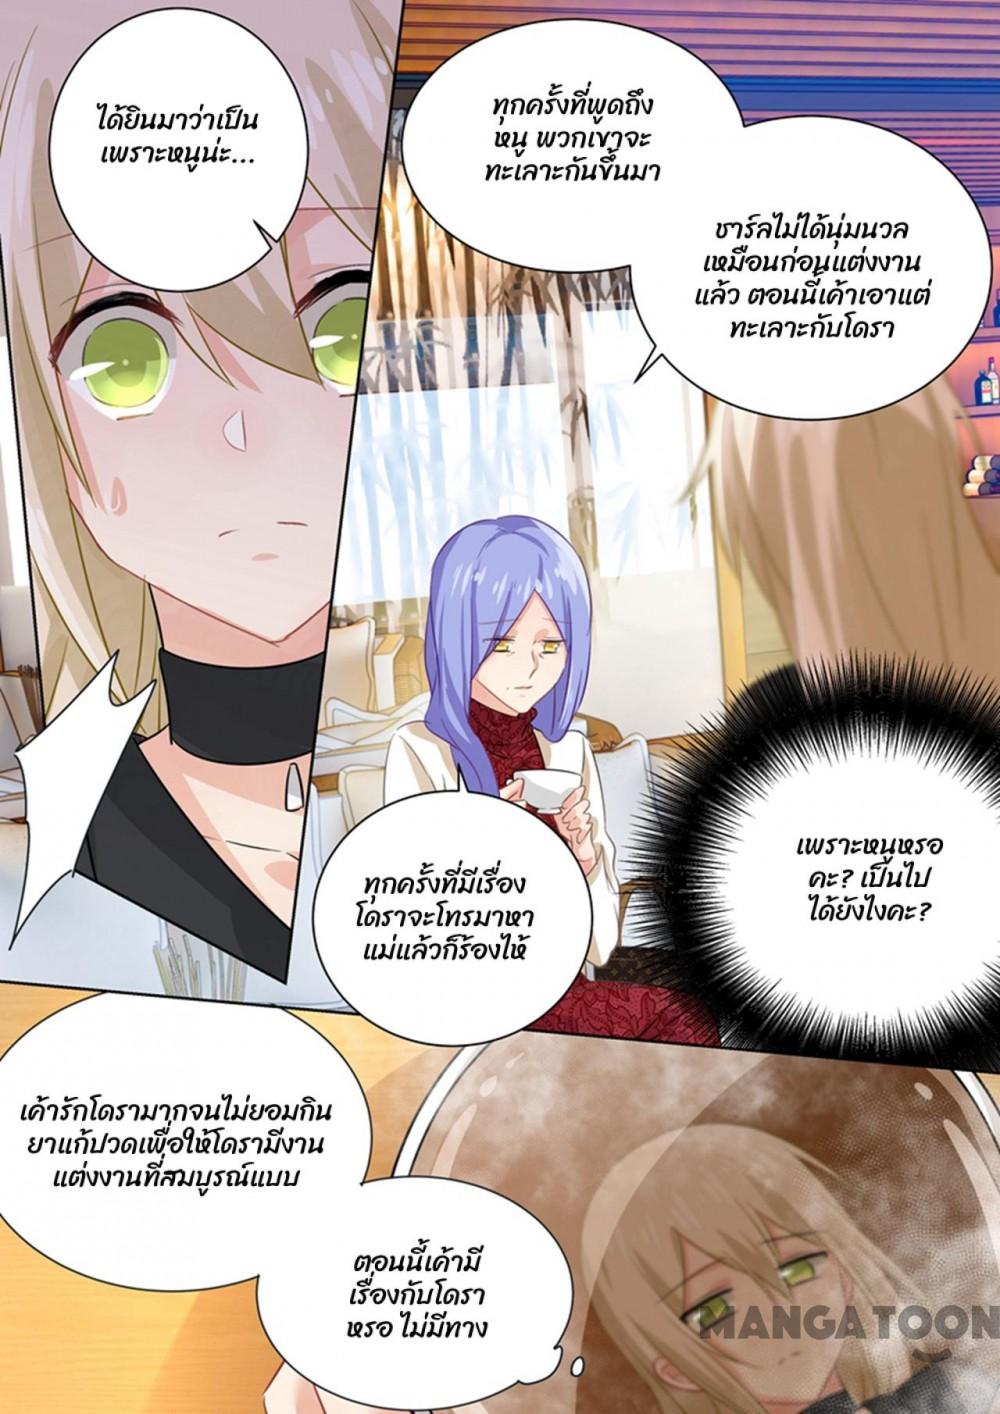 ได้ยินมาว่าเป็น
เพราะหนูน่ะ...
ทุกครั้งที่พูดถึง
หนู พวกเขาจะ
ทะเลาะกันขึ้นมา
ชาร์ลไม่ได้นุ่มนวล
เหมือนก่อนแต่งงาน
แล้ว ตอนนี้เค้าเอาแต่
ทะเลาะกับโดรา
ทุกครั้งที่มีเรื่อง
โดราจะโทรมาหา
แม่แล้วก็ร้องไห้
เพราะหนูหรอ
คะ? เป็นไป
ได้ยังไงคะ?
เค้ารักโดรามากจนไม่ยอมกิน
ยาแก้ปวดเพื่อให้โดรามีงาน
แต่งงานที่สมบูรณ์แบบ
ตอนนี้เค้ามี
เรื่องกับโดรา
หรอ ไม่มีทาง
MANGATOON